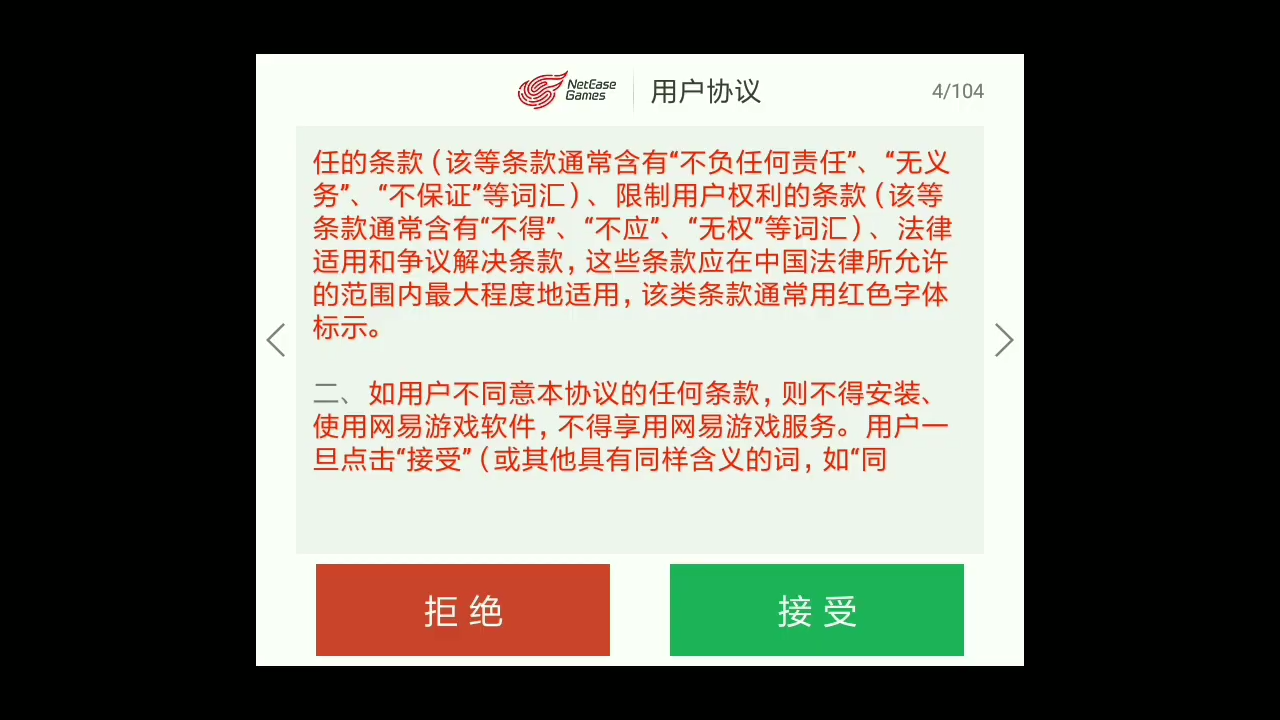 NetEase
Games
用户协议
4/104
任的条款（该等条款通常含有“不负任何责任”、“无义
务”、“不保证”等词汇）、限制用户权利的条款（该等
条款通常含有“不得”、“不应”、“无权”等词汇）、法律
适用和争议解决条款，这些条款应在中国法律所允许
的范围内最大程度地适用，该类条款通常用红色字体
标示。
二、如用户不同意本协议的任何条款，则不得安装、
使用网易游戏软件，不得享用网易游戏服务。用户一
旦点击“接受”（或其他具有同样含义的词，如“同
拒绝
接受